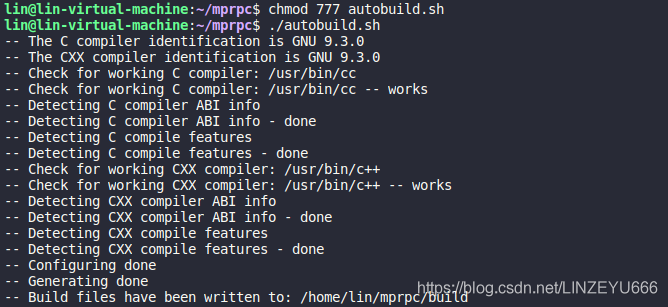 lin@lin-virtual-machine:~/mprpc$ chmod 777 autobuild.sh
lin@lin-virtual-machine:~/mprpc$ ./autobuild.sh
-- The C compiler identification is GNU 9.3.0
-- The CXX compiler identification is GNU 9.3.0
-- Check for working C compiler: /usr/bin/cc
-- Check for working C compiler: /usr/bin/cc -- works
-- Detecting C compiler ABI info
-- Detecting C compiler ABI info - done
-- Detecting C compile features
-- Detecting C compile features - done
-- Check for working CXX compiler: /usr/bin/c++
-- Check for working CXX compiler: /usr/bin/c++ -- works
-- Detecting CXX compiler ABI info
-- Detecting CXX compiler ABI info - done
-- Detecting CXX compile features
-- Detecting CXX compile features - done
-- Configuring done
-- Generating done
https://blog.csdn.net/LINZEYU666
-- Build files have been written to: /home/lin/mprpc/build